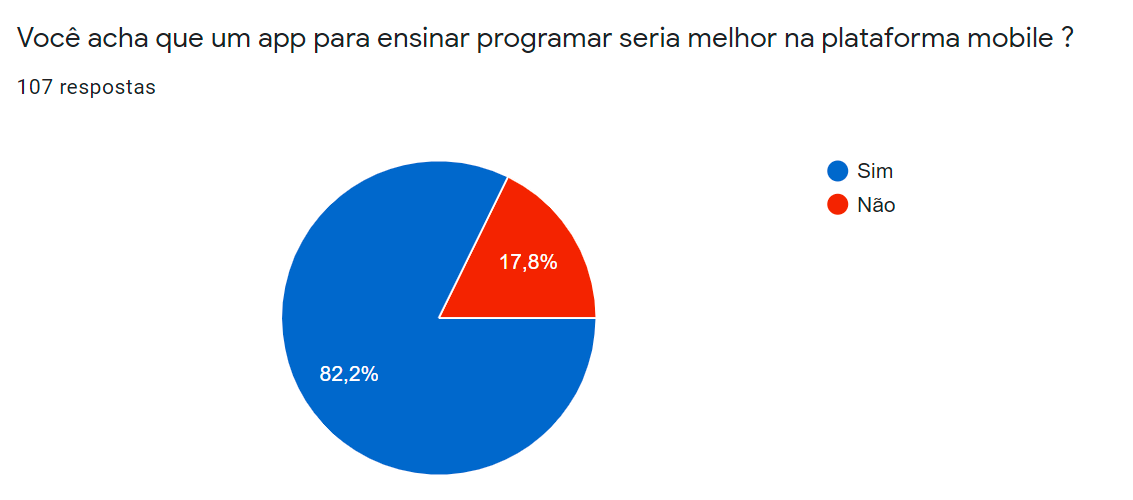 Você acha que um app para ensinar programar seria melhor na plataforma mobile ?
107 respostas
Sim
Não
17,8%
82,2%